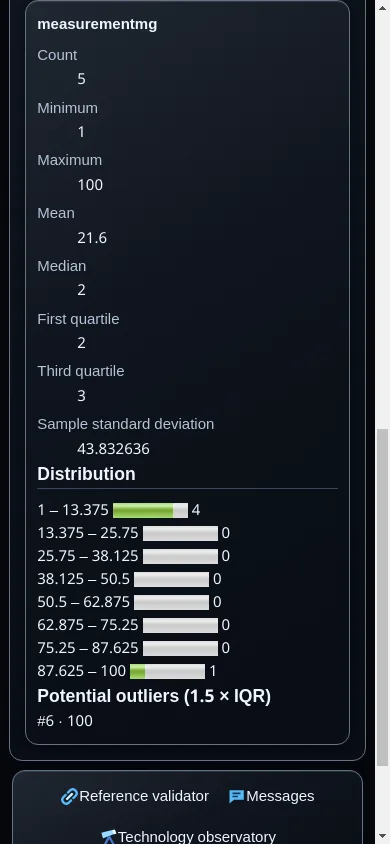 measurementmg
Count
5
Minimum
1
Maximum
100
Mean
21.6
Median
2
First quartile
2
Third quartile
3
Sample standard deviation
43.832636
Distribution
1 – 13.375 4
13.375 – 25.75 0
25.75 – 38.125 0
38.125 – 50.5 0
50.5 – 62.875 0
62.875 – 75.25 0
75.25 – 87.625 0
87.625 – 100 1
Potential outliers (1.5 × IQR)
#6 · 100
Reference validator Messages
Technology observatory